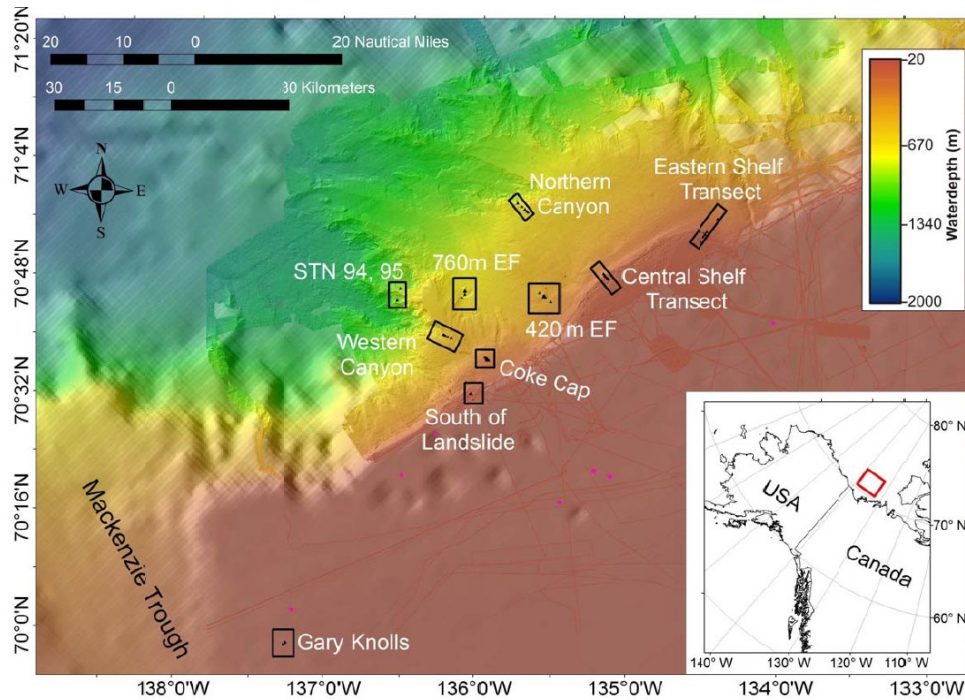 71°20'N
71°4'N
70°48'N
70°32'N
70°16'N
70°0'N
20 10 0 20 Nautical Niles
30 15 0 30 Kilometers
N
W E
S
Northern
Canyon
Eastern Shelf
Transect
STN 94, 95
760m EF
420 m EF
Central Shelf
Transect
Western
Canyon
Coke Cap
South of
Landslide
Mackenzie Trough
Gary Knolls
20
670
1340
2000
Waterdepth (m)
80° N
70° N
60° N
USA
Canada
140°W 130°W 120°W 110°W
138°0'W 137°0'W 136°0'W 135°0'W 134°0'W 133°0'W